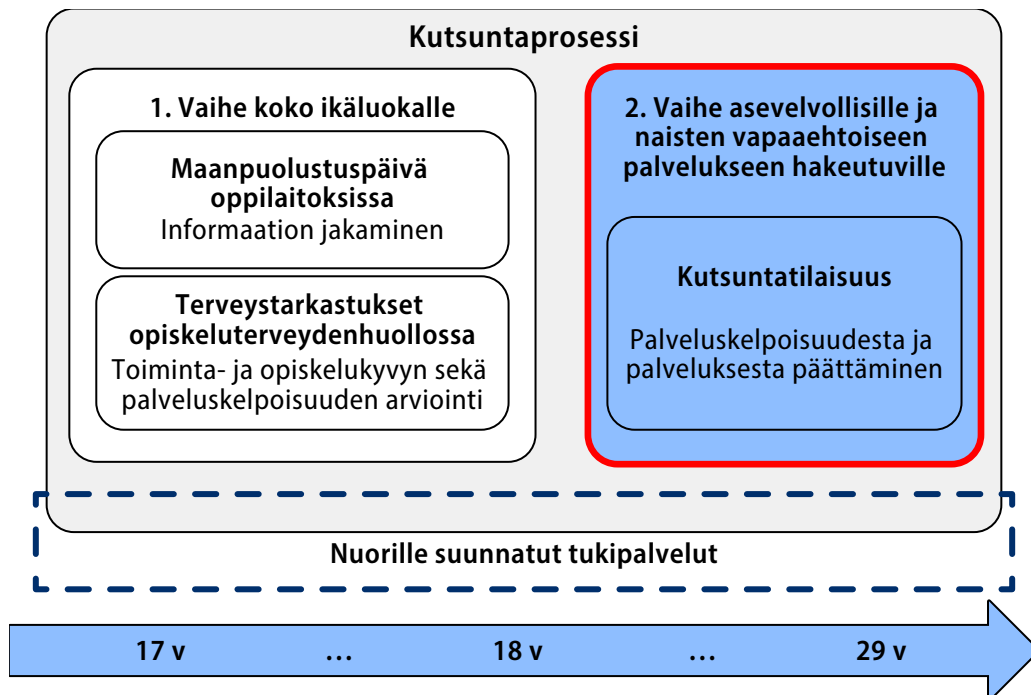 Kutsuntaprosessi
1. Vaihe koko ikäluokalle
Maanpuolustuspäivä
oppilaitoksissa
Informaation jakaminen
Terveystarkastukset
opiskeluterveydenhuollossa
Toiminta- ja opiskelukyvyn sekä
palveluskelpoisuuden arviointi
2. Vaihe asevelvollisille ja
naisten vapaaehtoiseen
palvelukseen hakeutuville
Kutsuntatilaisuus
Palveluskelpoisuudesta ja
palveluksesta päättäminen
Nuorille suunnatut tukipalvelut
17 v ... 18 v ... 29 v